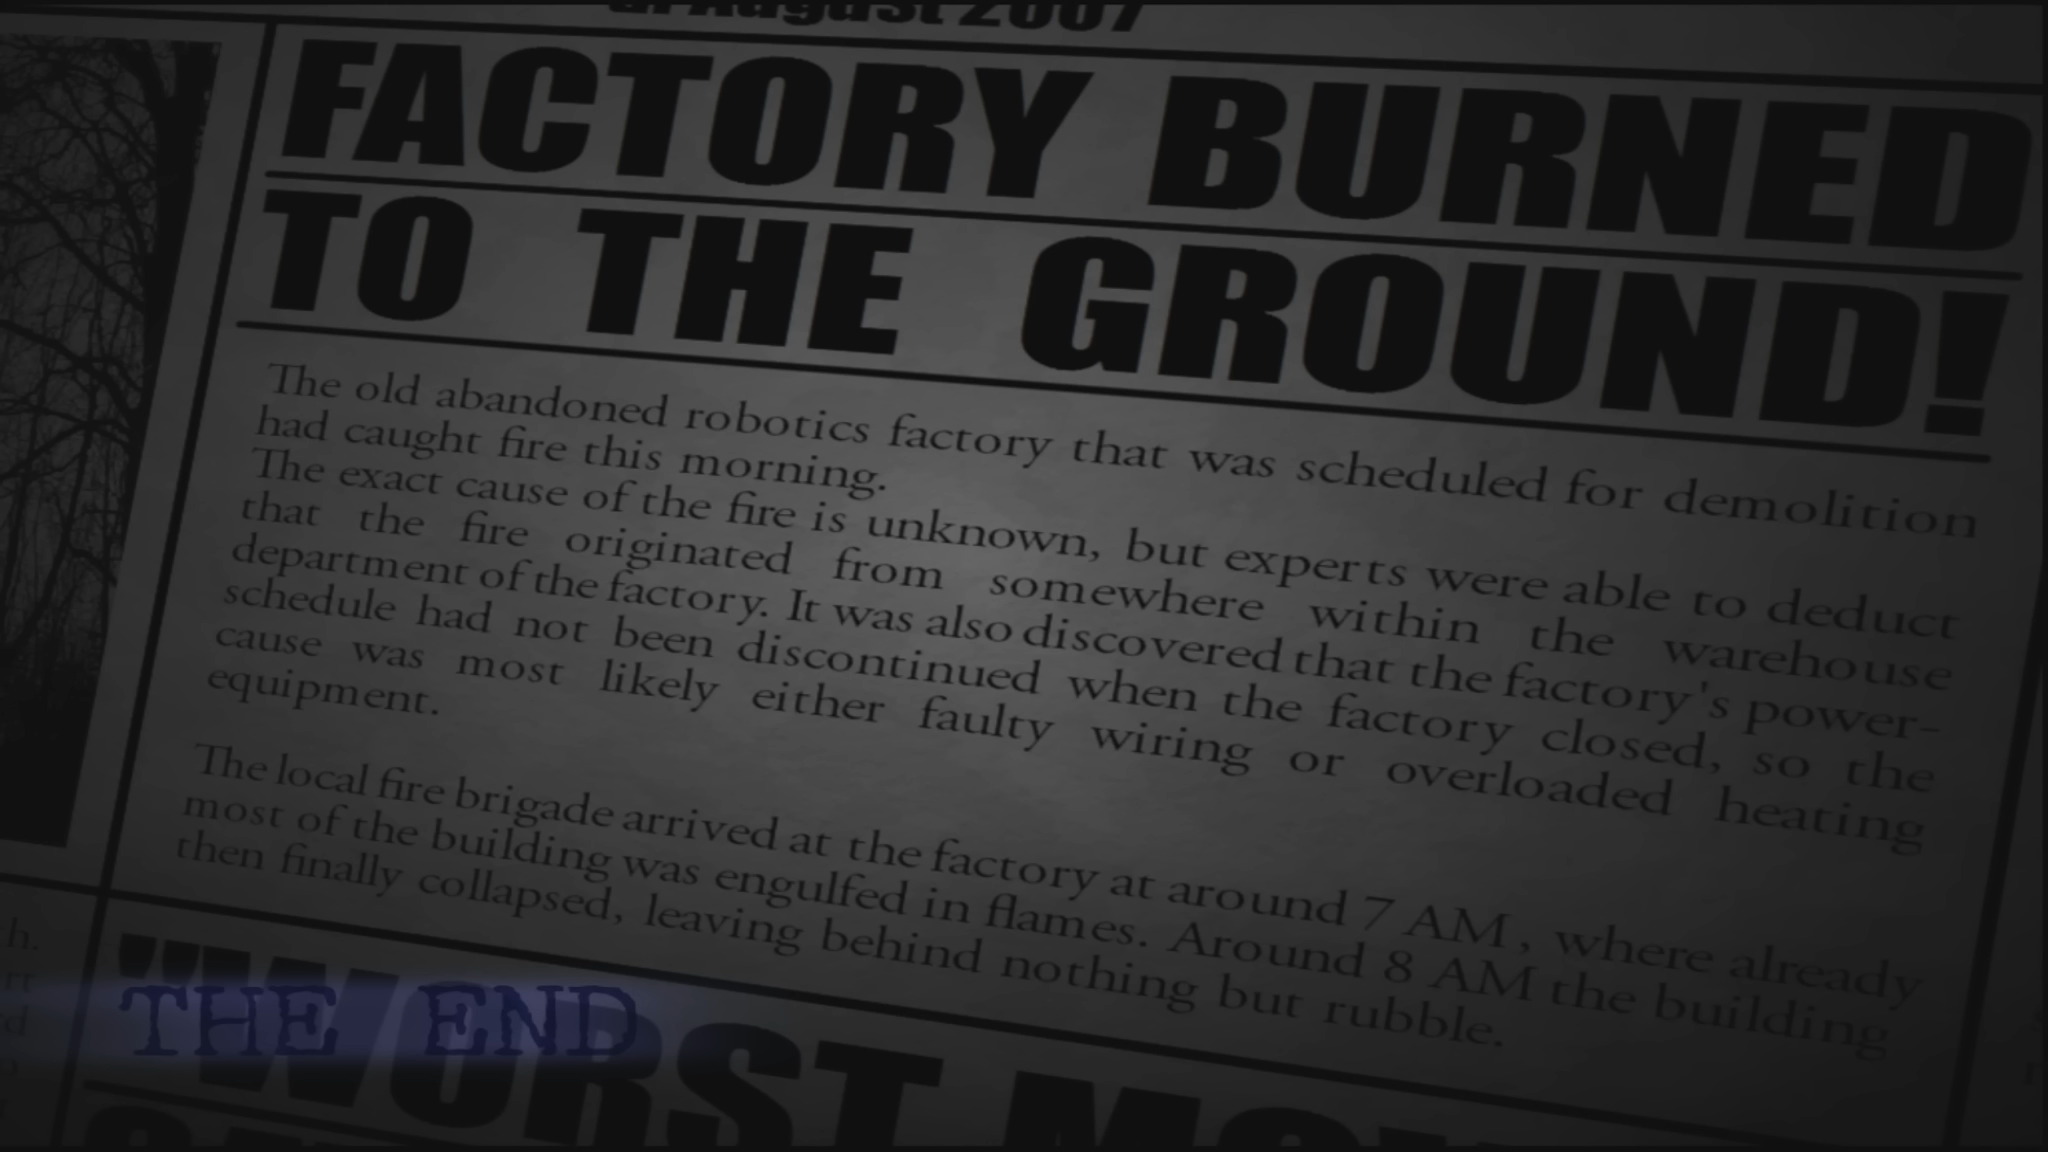 August 2007
FACTORY BURNED
TO THE GROUND!
The old abandoned robotics factory that was scheduled for demolition
had caught fire this morning.
The exact cause of the fire is unknown, but experts were able to deduct
that the fire originated from somewhere within the warehouse
department of the factory. It was also discovered that the factory's power-
schedule had not been discontinued when the factory closed, so the
cause was most likely either faulty wiring or overloaded heating
equipment.
The local fire brigade arrived at the factory at around 7 AM, where already
most of the building was engulfed in flames. Around 8 AM the building
then finally collapsed, leaving behind nothing but rubble.
"WORST
THE END